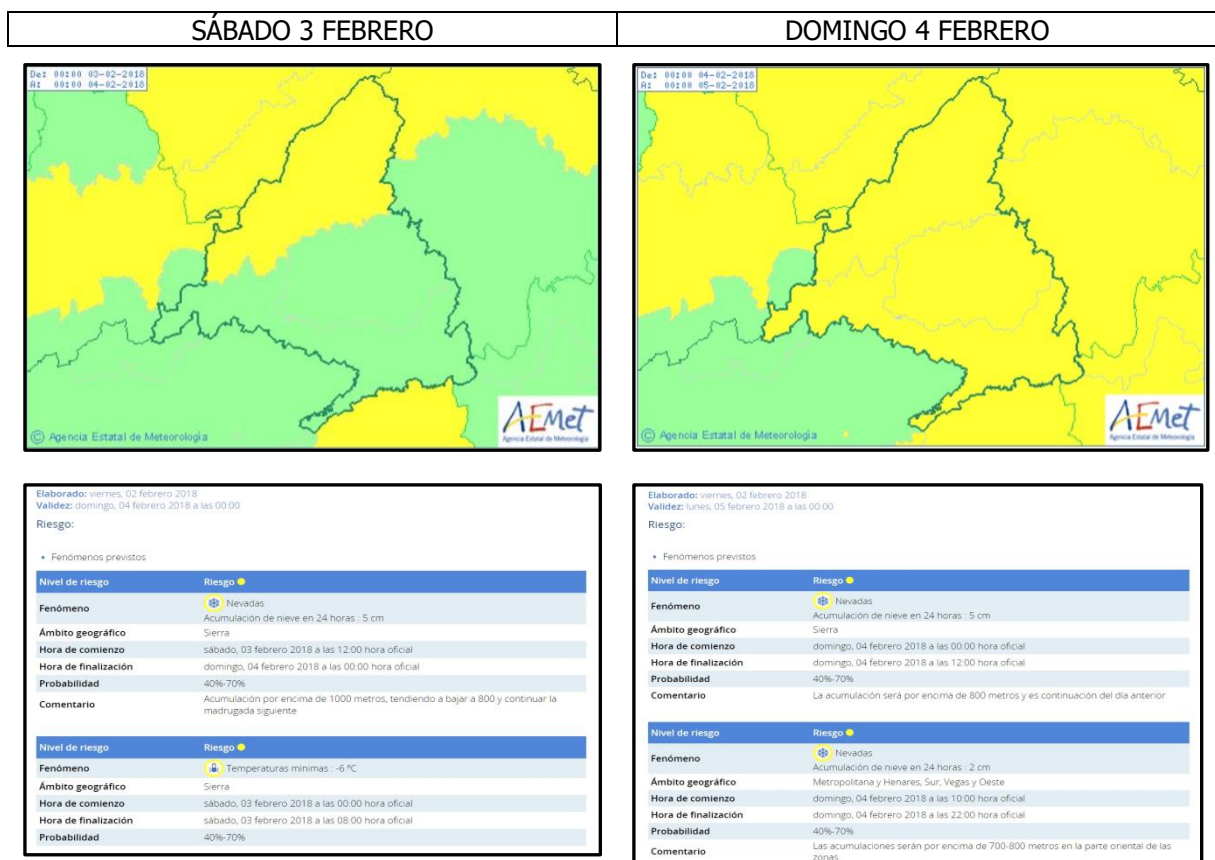 SÁBADO 3 FEBRERO
DOMINGO 4 FEBRERO
De: 00:00 03-02-2018
A: 00:00 04-02-2018
© Agencia Estatal de Meteorología
AEMet
Agencia Estatal de Meteorología
De: 00:00 04-02-2018
A: 00:00 05-02-2018
© Agencia Estatal de Meteorología
AEMet
Agencia Estatal de Meteorología
Elaborado: viernes, 02 febrero 2018
Validez: domingo, 04 febrero 2018 a las 00:00
Riesgo:
• Fenómenos previstos
Nivel de riesgo Riesgo
Fenómeno Nevadas
Acumulación de nieve en 24 horas : 5 cm
Ámbito geográfico Sierra
Hora de comienzo sábado, 03 febrero 2018 a las 12:00 hora oficial
Hora de finalización domingo, 04 febrero 2018 a las 00:00 hora oficial
Probabilidad 40%-70%
Comentario Acumulación por encima de 1000 metros, tendiendo a bajar a 800 y continuar la
madrugada siguiente
Nivel de riesgo Riesgo
Fenómeno Temperaturas mínimas : -6 ºC
Ámbito geográfico Sierra
Hora de comienzo sábado, 03 febrero 2018 a las 00:00 hora oficial
Hora de finalización sábado, 03 febrero 2018 a las 08:00 hora oficial
Probabilidad 40%-70%
Elaborado: viernes, 02 febrero 2018
Validez: lunes, 05 febrero 2018 a las 00:00
Riesgo:
• Fenómenos previstos
Nivel de riesgo Riesgo
Fenómeno Nevadas
Acumulación de nieve en 24 horas : 5 cm
Ámbito geográfico Sierra
Hora de comienzo domingo, 04 febrero 2018 a las 00:00 hora oficial
Hora de finalización domingo, 04 febrero 2018 a las 12:00 hora oficial
Probabilidad 40%-70%
Comentario La acumulación será por encima de 800 metros y es continuación del día anterior
Nivel de riesgo Riesgo
Fenómeno Nevadas
Acumulación de nieve en 24 horas : 2 cm
Ámbito geográfico Metropolitana y Henares, Sur, Vegas y Oeste
Hora de comienzo domingo, 04 febrero 2018 a las 10:00 hora oficial
Hora de finalización domingo, 04 febrero 2018 a las 22:00 hora oficial
Probabilidad 40%-70%
Comentario Las acumulaciones serán por encima de 700-800 metros en la parte oriental de las
zonas